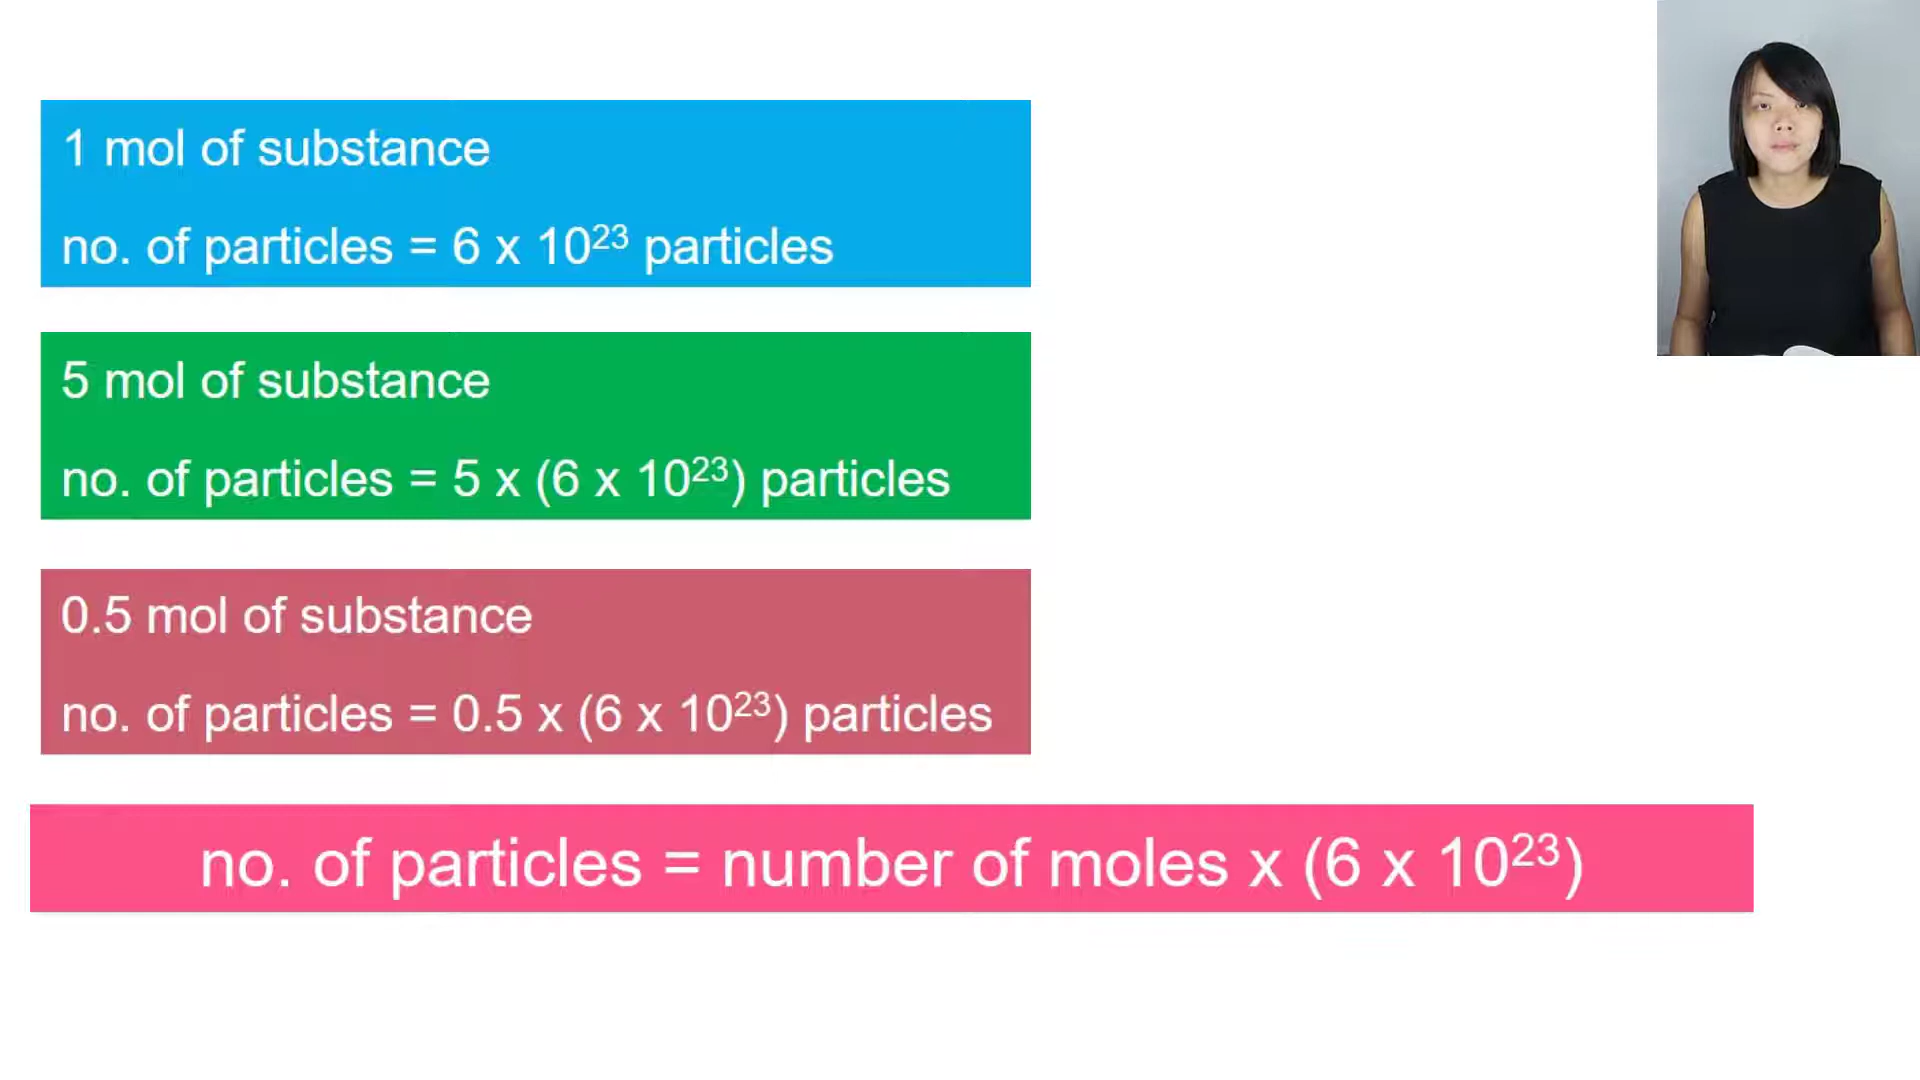 1 mol of substance
no. of particles = 6 x 10²³ particles
5 mol of substance
no. of particles = 5 x (6 x 10²³) particles
0.5 mol of substance
no. of particles = 0.5 x (6 x 10²³) particles
no. of particles = number of moles x (6 x 10²³)